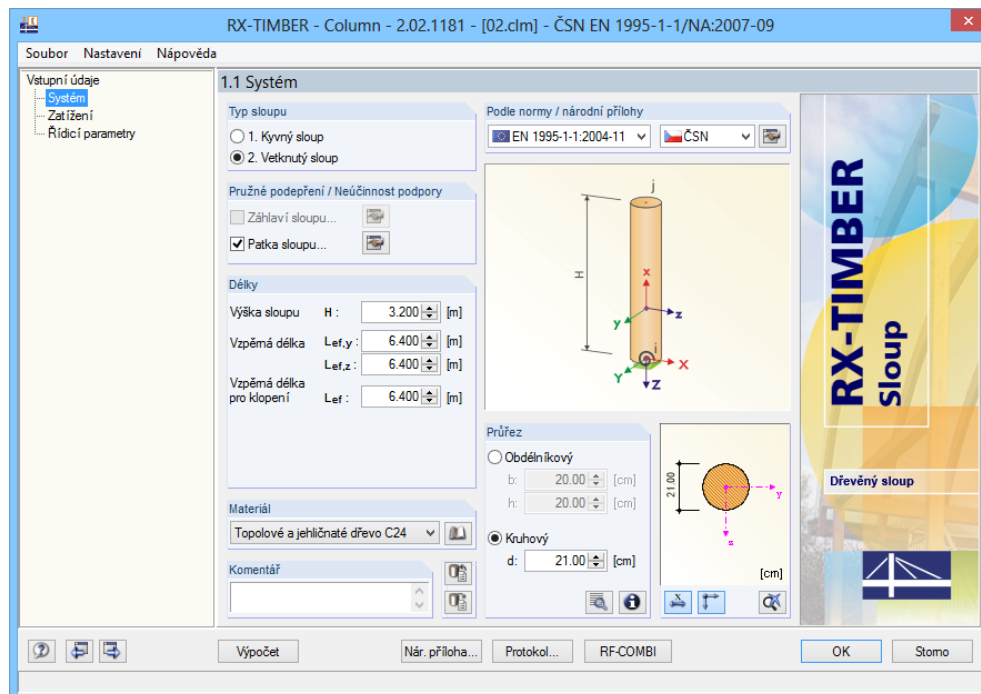 RX-TIMBER - Column - 2.02.1181 - [02.clm] - ČSN EN 1995-1-1/NA:2007-09
Soubor Nastavení Nápověda
Vstupní údaje
Systém
Zatížení
Řídicí parametry
1.1 Systém
Typ sloupu
1. Kyvný sloup
2. Vetknutý sloup
Pružné podepření / Neúčinnost podpory
Záhlaví sloupu...
Patka sloupu...
Délky
Výška sloupu H : 3.200 [m]
Vzpěrná délka Lef,y : 6.400 [m]
Lef,z : 6.400 [m]
Vzpěrná délka
pro klopení Lef : 6.400 [m]
Materiál
Topolové a jehličnaté dřevo C24
Komentář
Podle normy / národní přílohy
EN 1995-1-1:2004-11 ČSN
j
H
x
y
z
i
X
Y
Z
Průřez
Obdélníkový
b: 20.00 [cm]
h: 20.00 [cm]
Kruhový
d: 21.00 [cm]
21.00
y
z
[cm]
X
RX-TIMBER
Sloup
Dřevěný sloup
Výpočet Nár. příloha... Protokol... RF-COMBI OK Storno